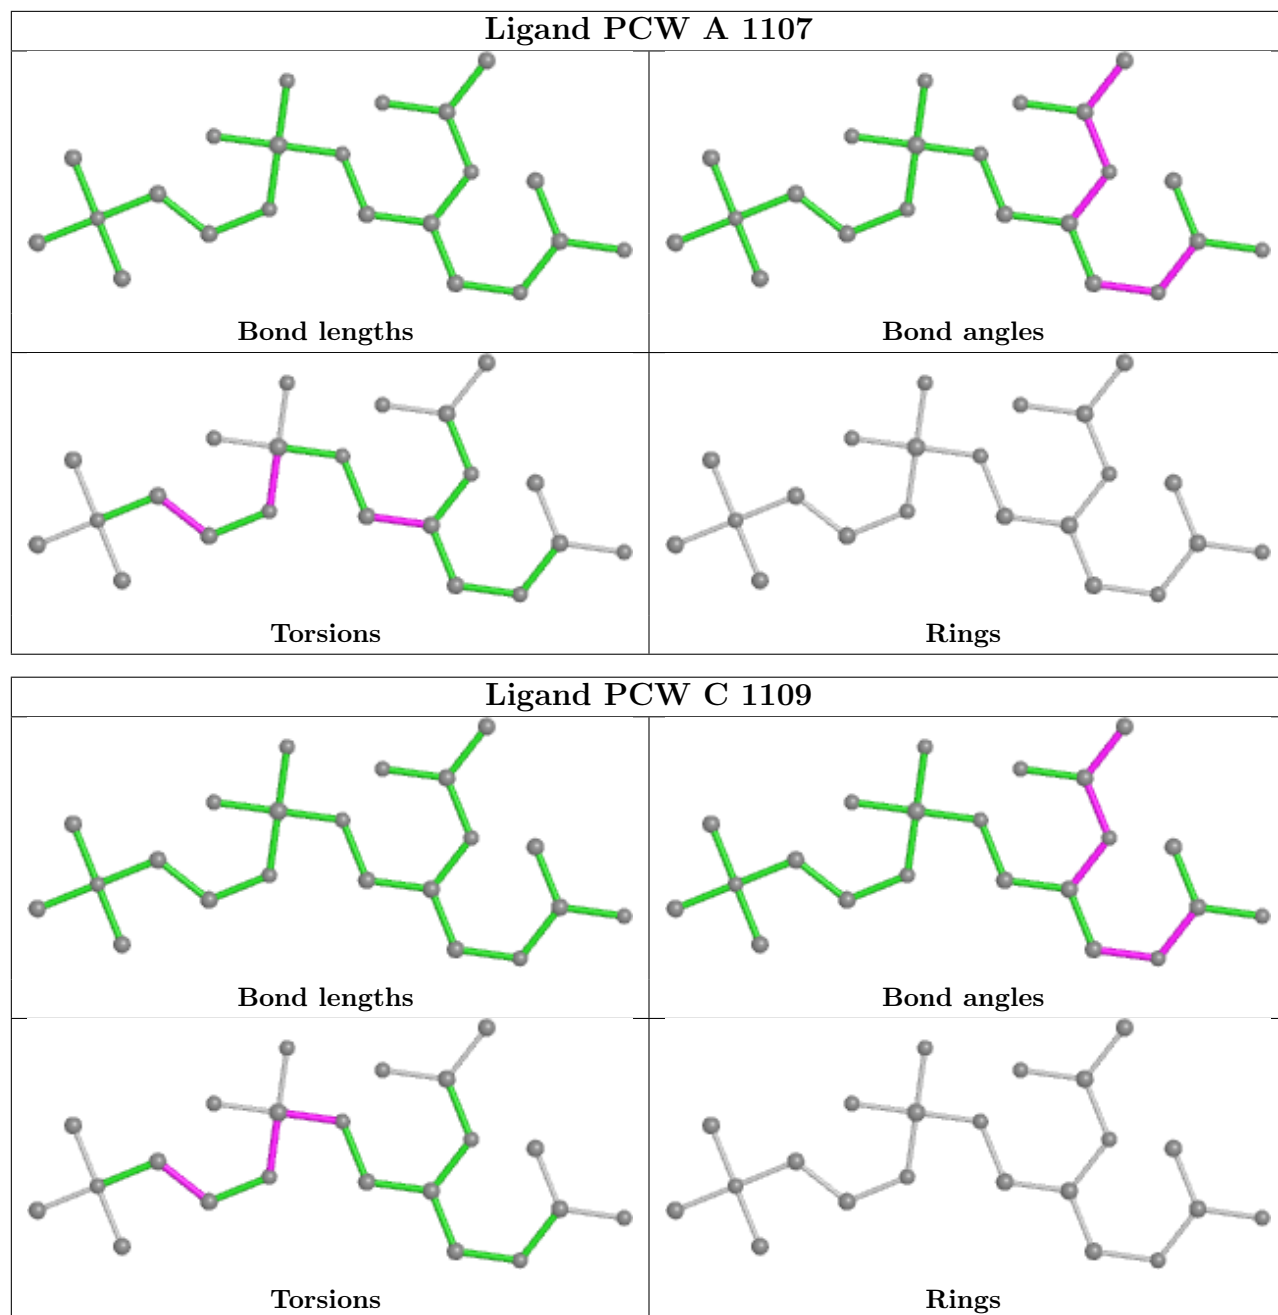 Ligand PCW A 1107
Bond lengths
Bond angles
Torsions
Rings
Ligand PCW C 1109
Bond lengths
Bond angles
Torsions
Rings